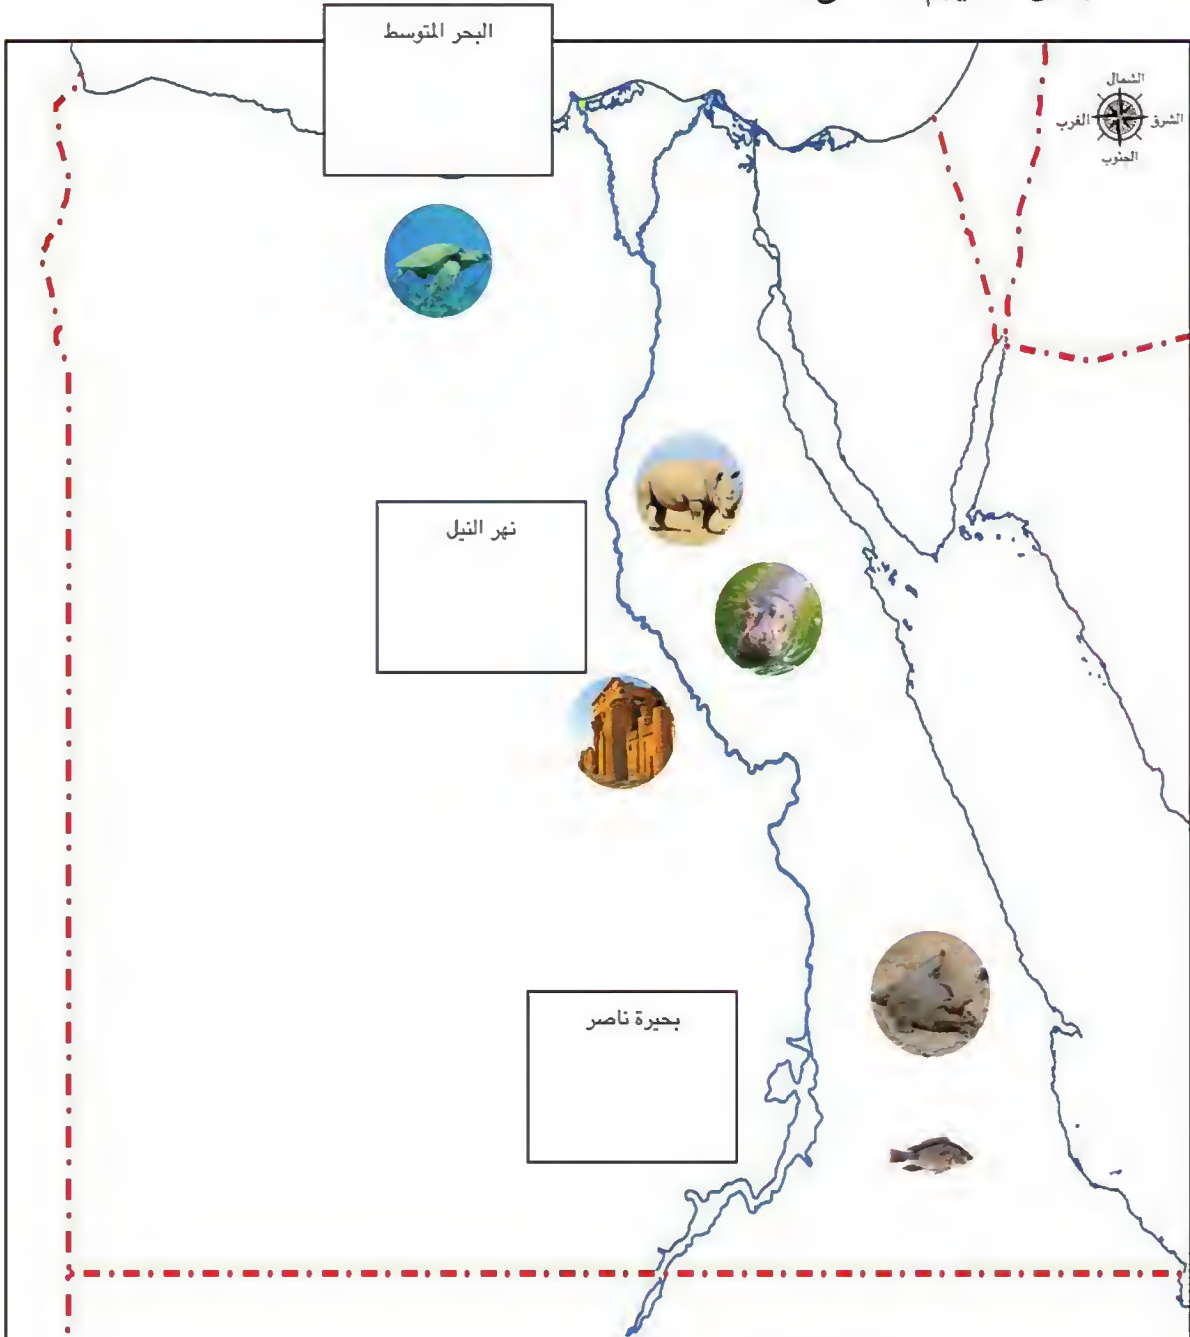 البحر المتوسط
الشمال
الغرب
الشرق
الجنوب
نهر النيل
بحيرة ناصر